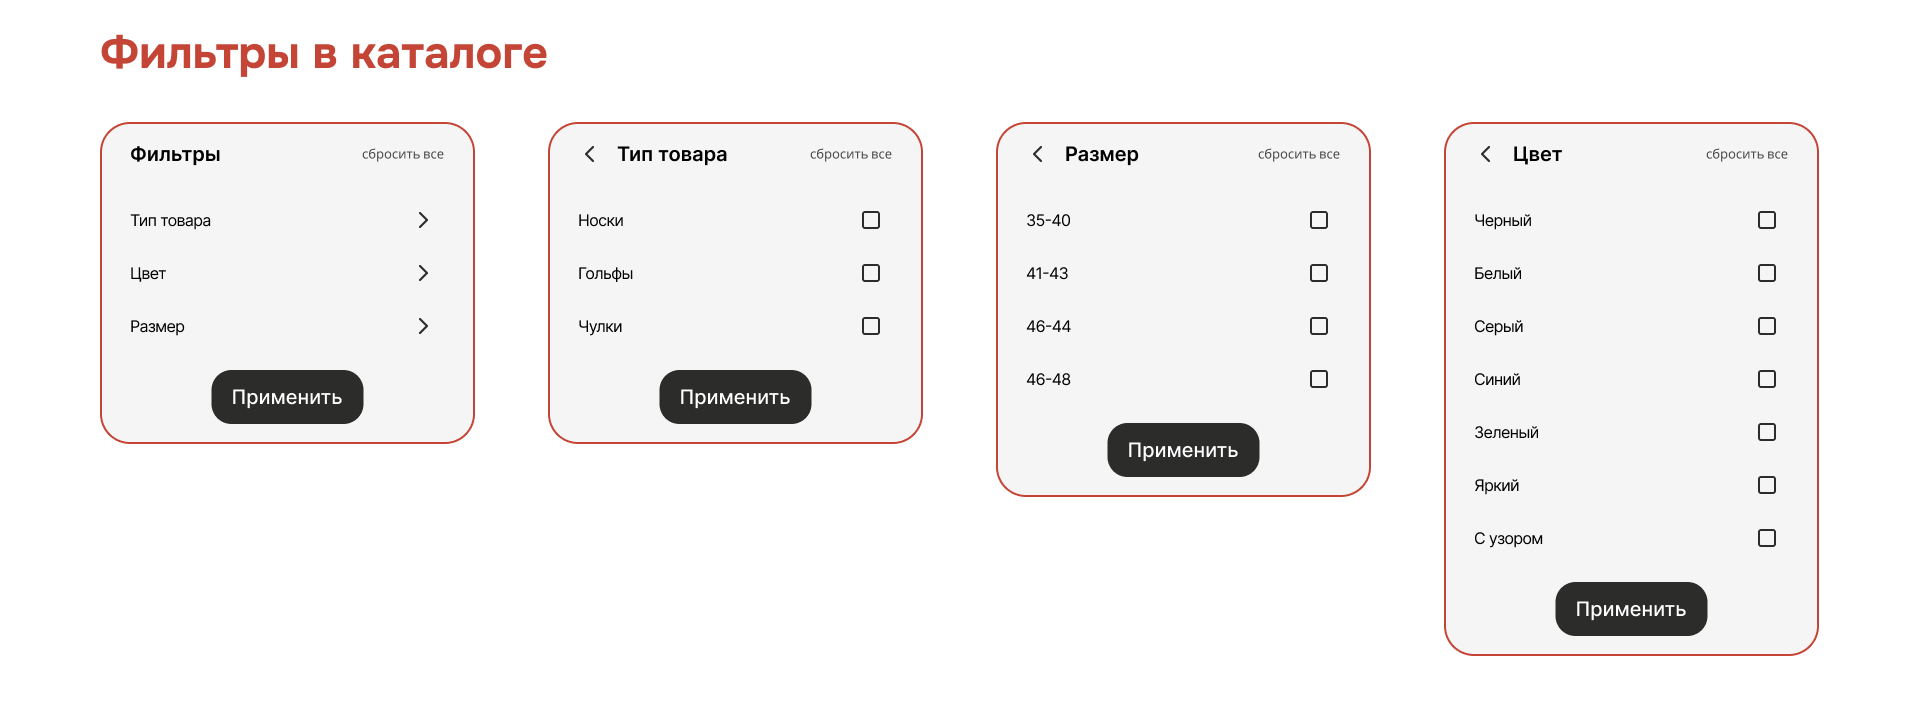 Фильтры в каталоге
Фильтры
сбросить все
Тип товара
Цвет
Размер
Применить
Тип товара
сбросить все
Носки
Гольфы
Чулки
Применить
Размер
сбросить все
35-40
41-43
46-44
46-48
Применить
Цвет
сбросить все
Черный
Белый
Серый
Синий
Зеленый
Яркий
С узором
Применить